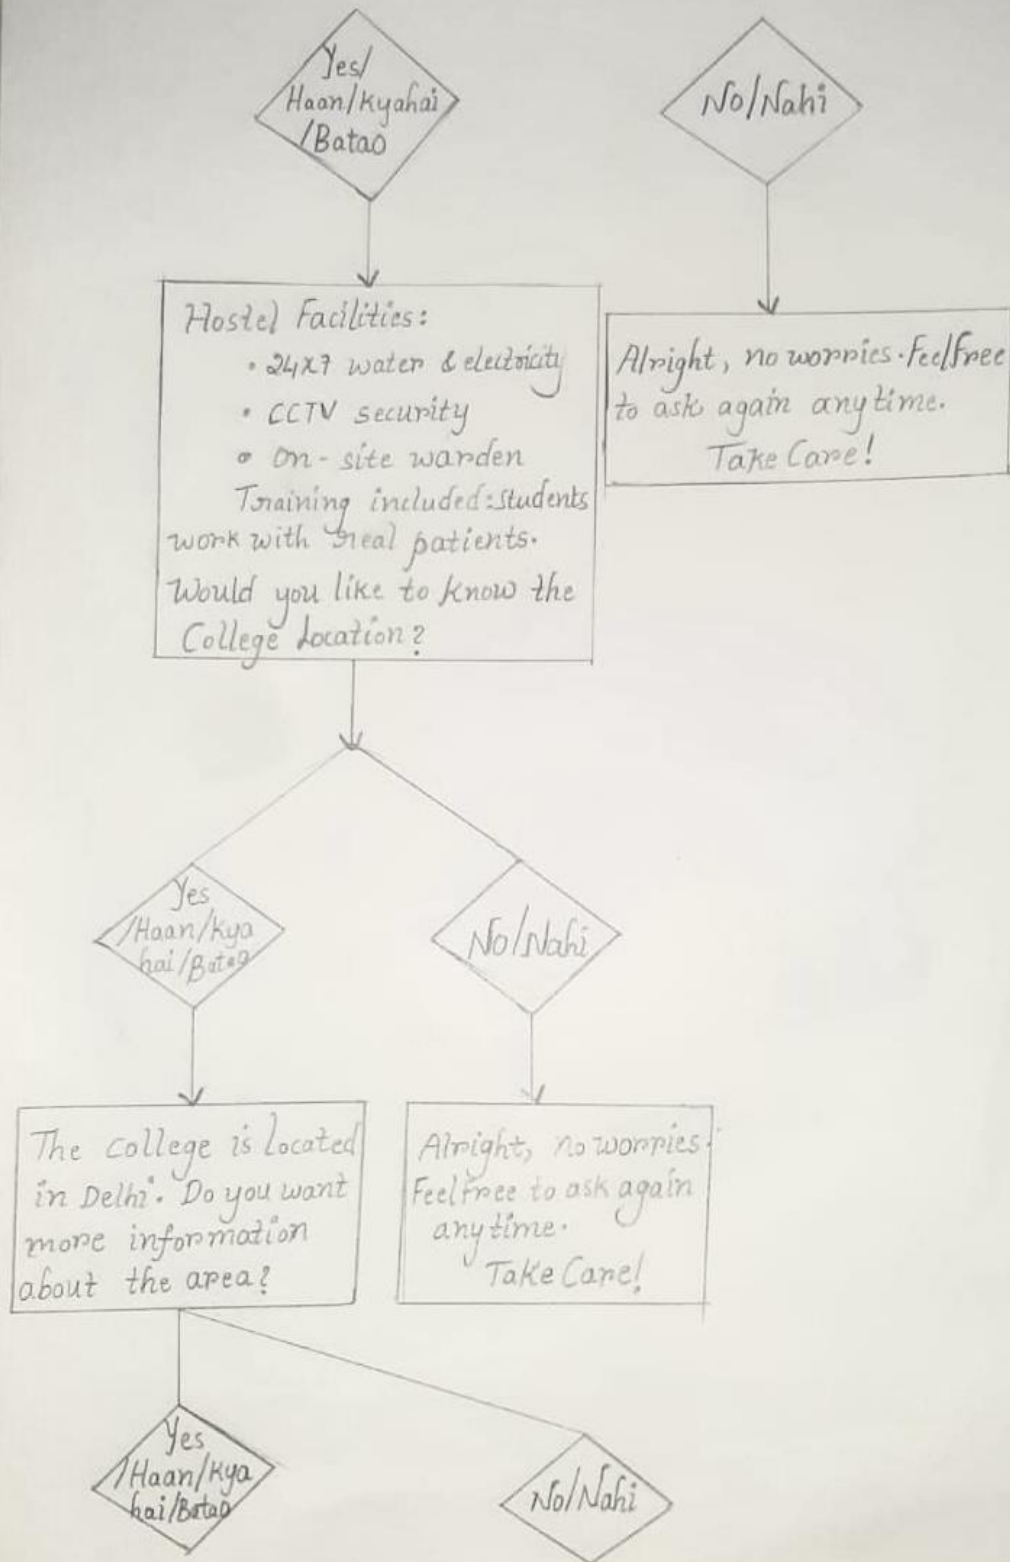 Yes/
Haan/Kyahai
/Batao
No/Nahi
Hostel Facilities:
• 24x7 water & electricity
• CCTV security
• On-site warden
Training included: Students
work with real patients.
Would you like to know the
College Location?
Alright, no worries. Feel Free
to ask again anytime.
Take Care!
Yes
/Haan/Kya
hai/Batao
No/Nahi
The college is Located
in Delhi. Do you want
more information
about the area?
Alright, no worries.
Feel Free to ask again
anytime.
Take Care!
Yes
/Haan/Kya
hai/Batao
No/Nahi